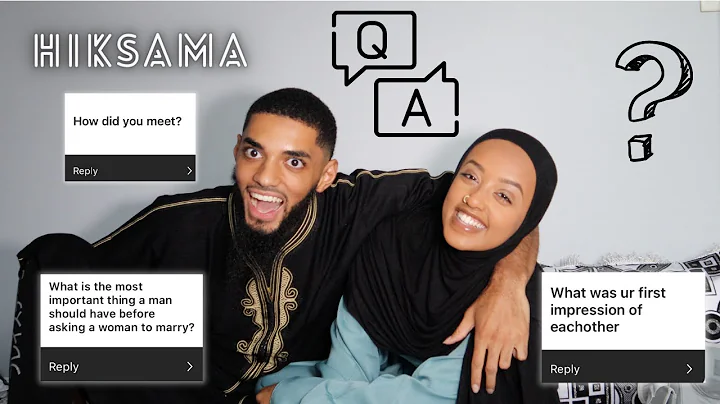 HIKSAMA
Q
A
?
How did you meet?
Reply
What is the most
important thing a man
should have before
asking a woman to marry?
Reply
What was ur first
impression of
eachother
Reply